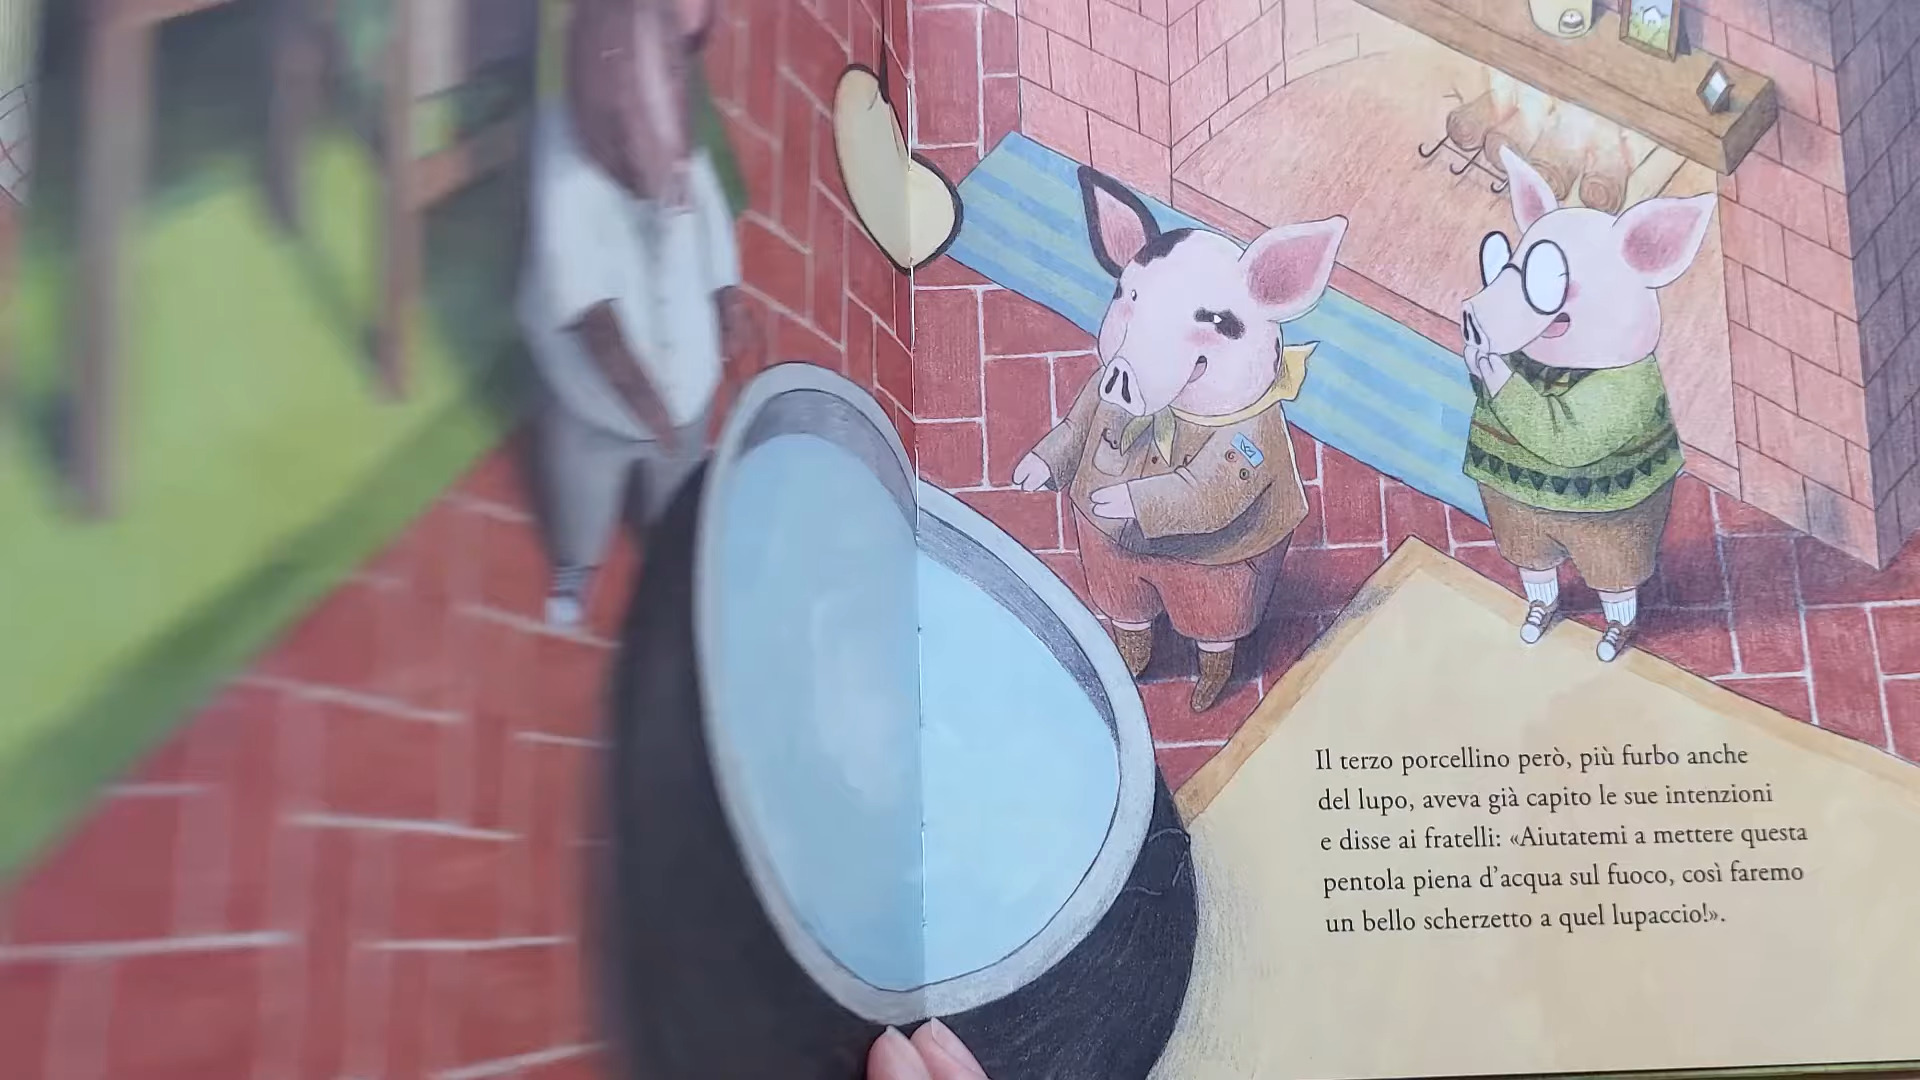 Il terzo porcellino però, più furbo anche
del lupo, aveva già capito le sue intenzioni
e disse ai fratelli: «Aiutatemi a mettere questa
pentola piena d'acqua sul fuoco, così faremo
un bello scherzetto a quel lupaccio!».